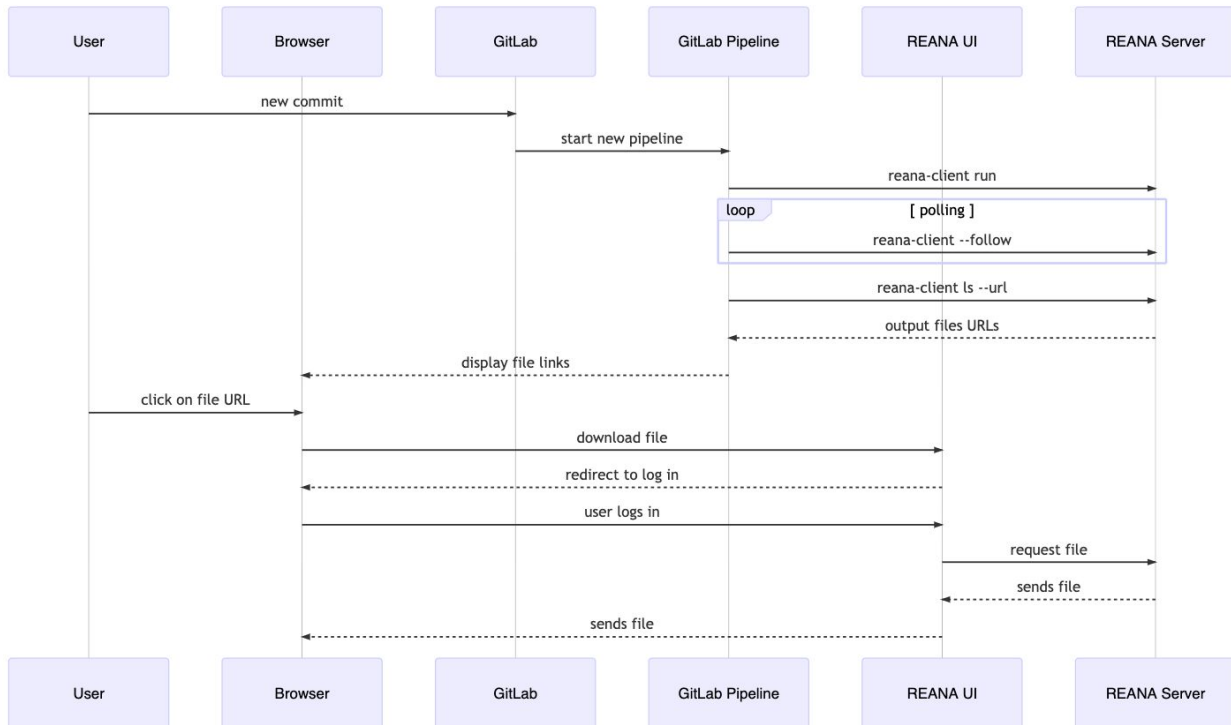 User
Browser
GitLab
GitLab Pipeline
REANA UI
REANA Server
new commit
start new pipeline
reana-client run
loop
[ polling ]
reana-client --follow
reana-client ls --url
output files URLs
display file links
click on file URL
download file
redirect to log in
user logs in
request file
sends file
sends file
User
Browser
GitLab
GitLab Pipeline
REANA UI
REANA Server